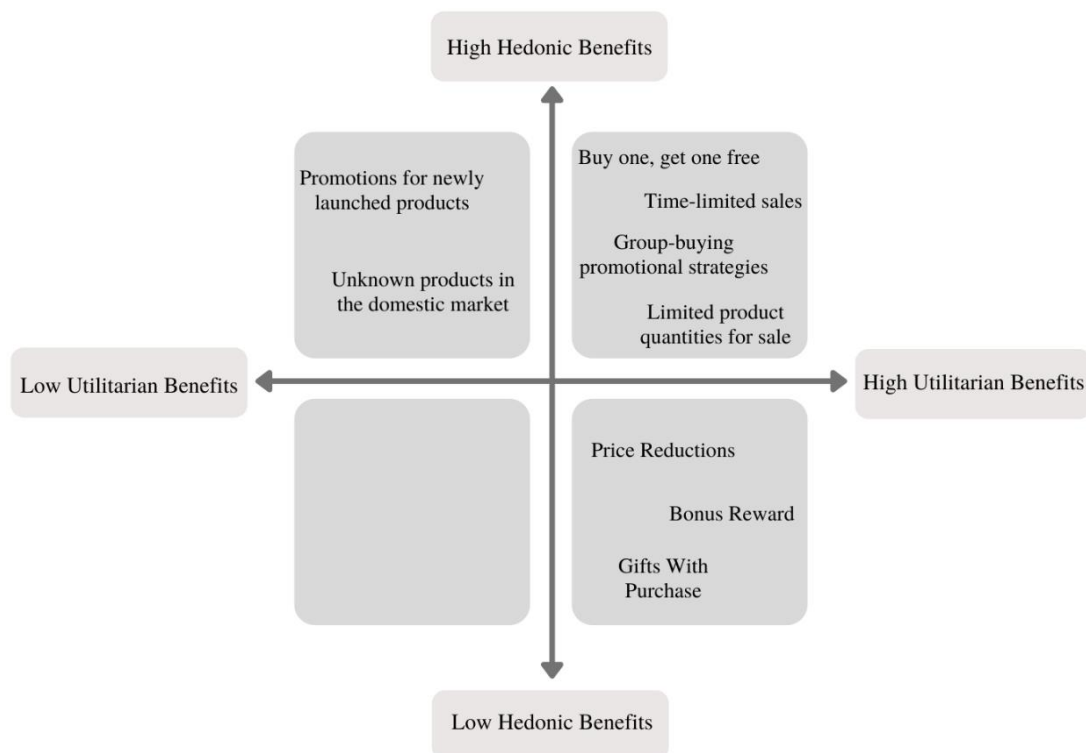 High Hedonic Benefits
Promotions for newly
launched products
Unknown products in
the domestic market
Buy one, get one free
Time-limited sales
Group-buying
promotional strategies
Limited product
quantities for sale
Low Utilitarian Benefits
High Utilitarian Benefits
Price Reductions
Bonus Reward
Gifts With
Purchase
Low Hedonic Benefits